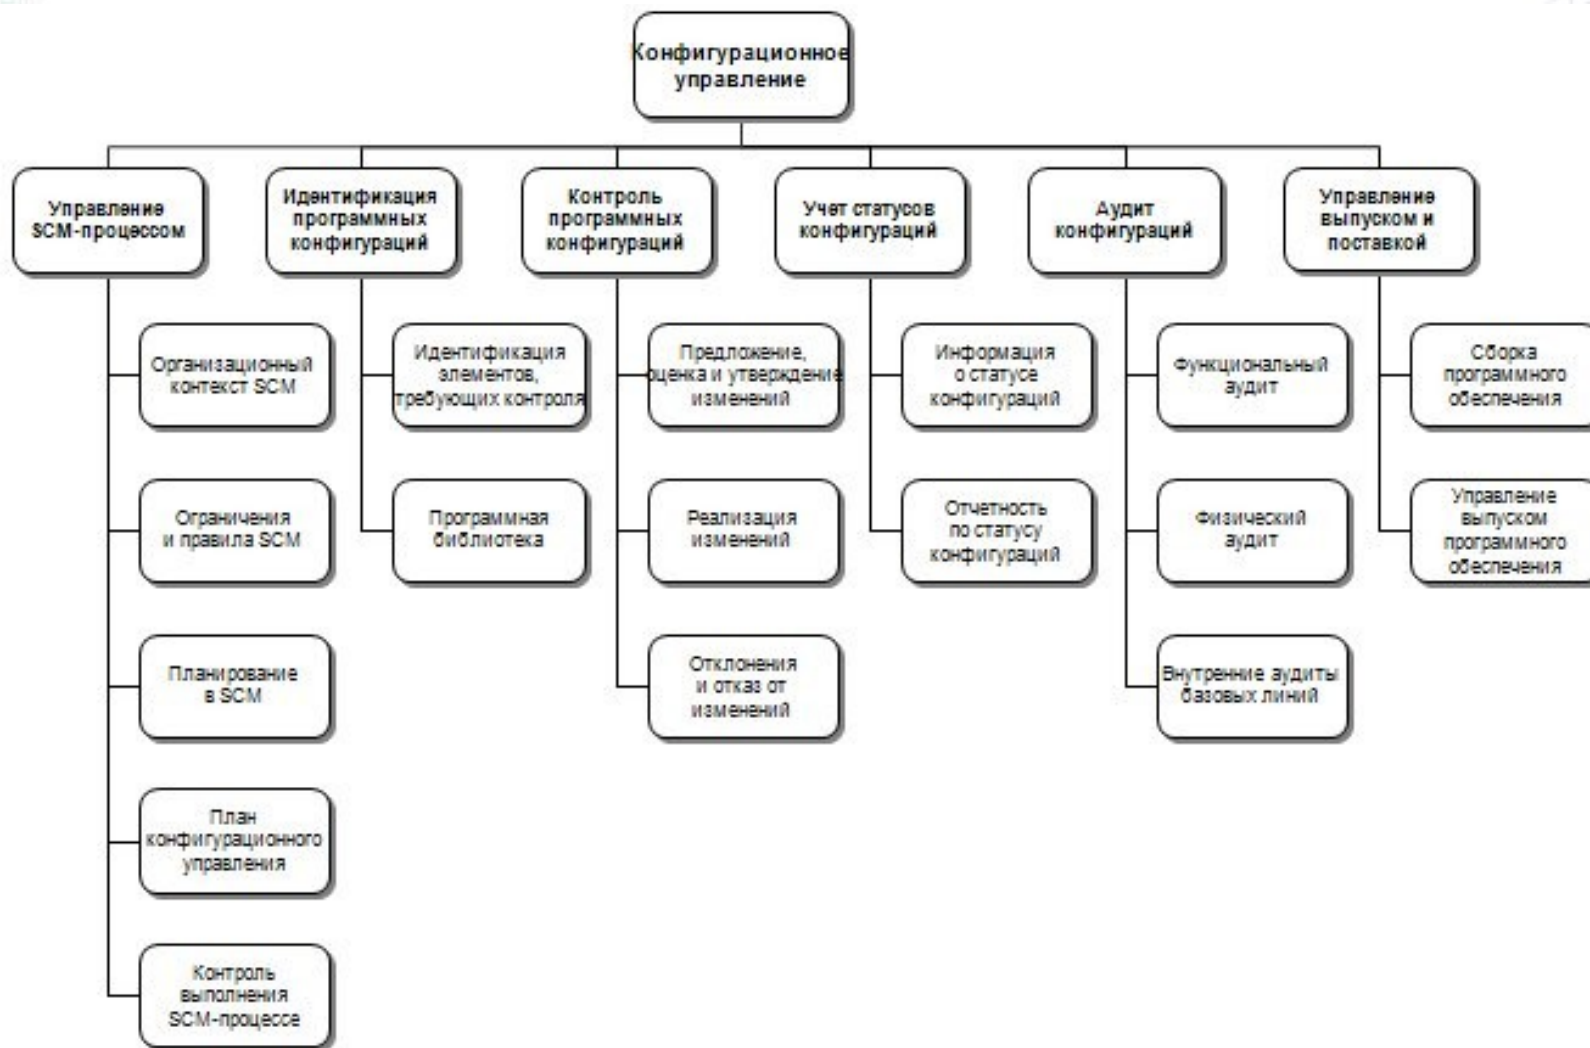 Конфигурационное
управление
Управление
SCM-процессом
Идентификация
программных
конфигураций
Контроль
программных
конфигураций
Учет статусов
конфигураций
Аудит
конфигураций
Управление
выпуском и
поставкой
Организационный
контекст SCM
Ограничения
и правила SCM
Планирование
в SCM
План
конфигурационного
управления
Контроль
выполнения
SCM-процессе
Идентификация
элементов,
требующих контроля
Программная
библиотека
Предложение,
оценка и утверждение
изменений
Реализация
изменений
Отклонения
и отказ от
изменений
Информация
о статусе
конфигураций
Отчетность
по статусу
конфигураций
Функциональный
аудит
Физический
аудит
Внутренние аудиты
базовых линий
Сборка
программного
обеспечения
Управление
выпуском
программного
обеспечения